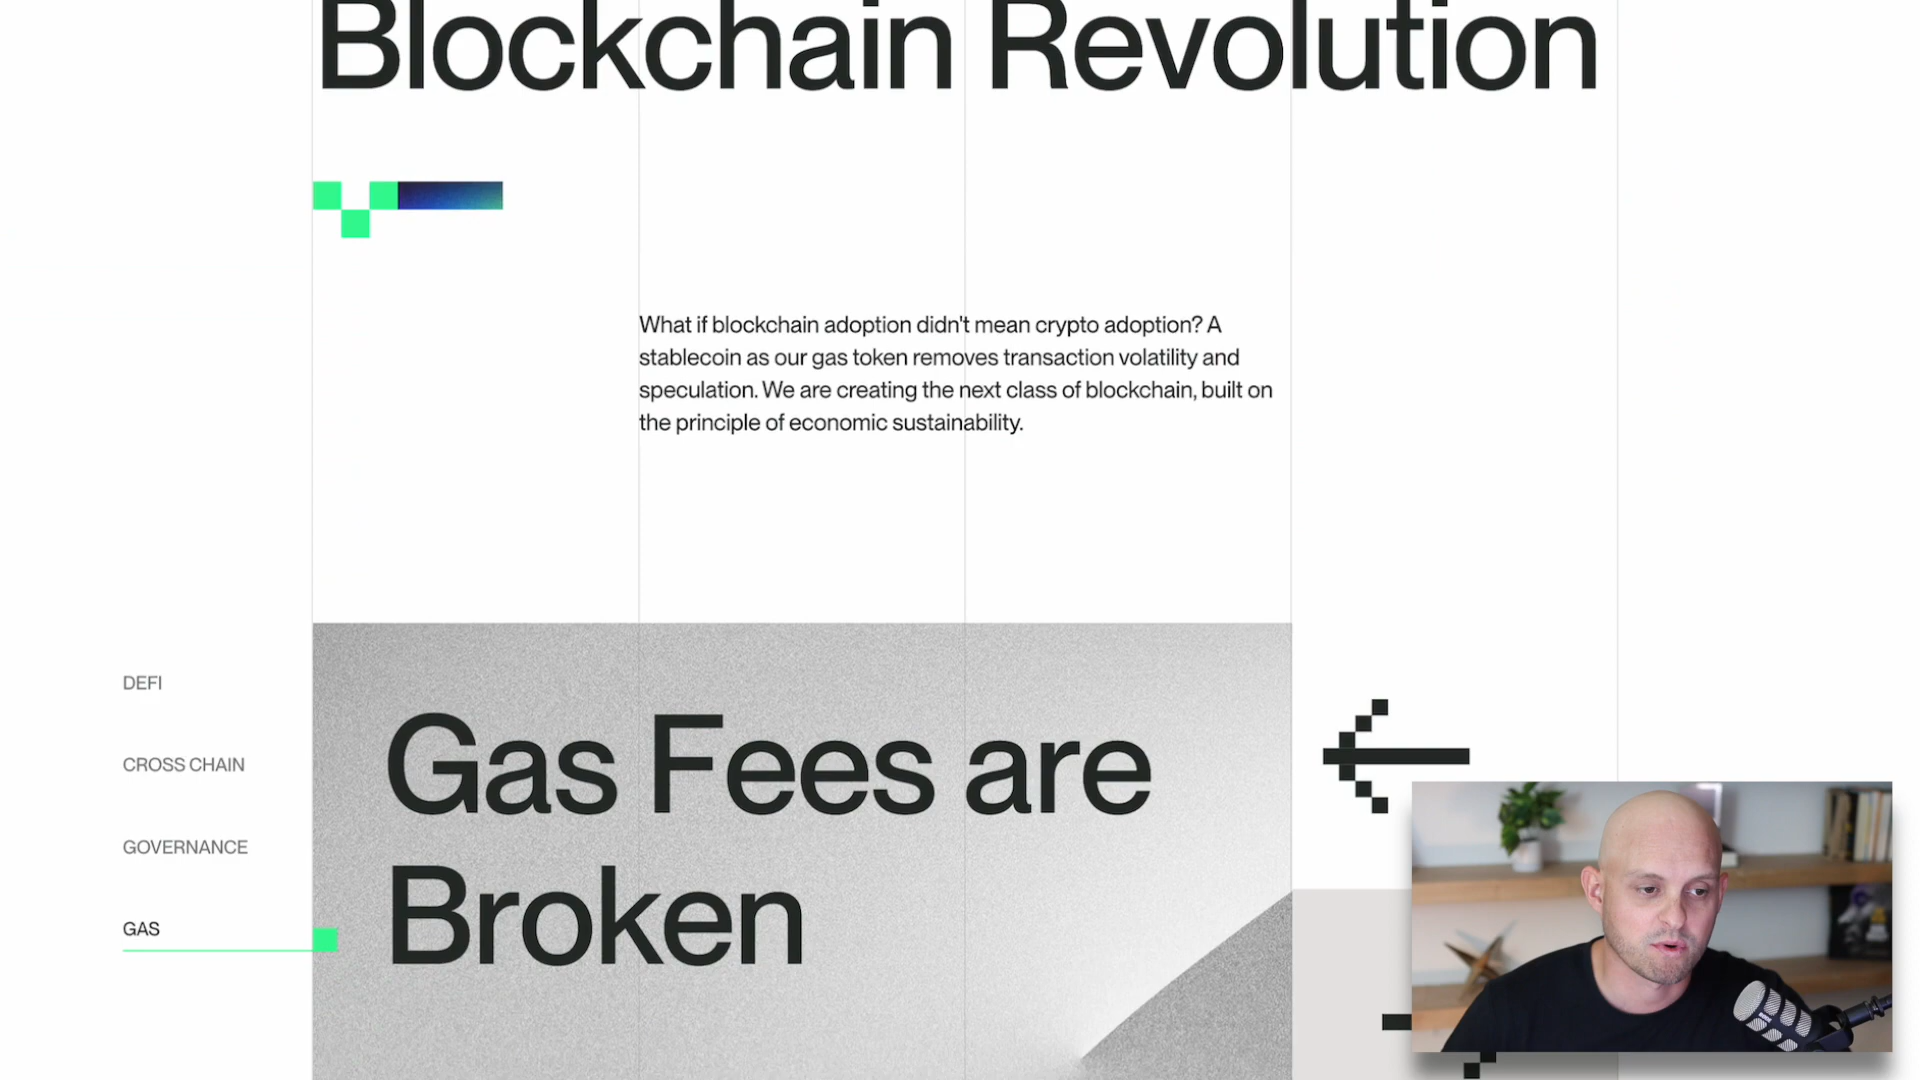 Blockchain Revolution
What if blockchain adoption didn't mean crypto adoption? A
stablecoin as our gas token removes transaction volatility and
speculation. We are creating the next class of blockchain, built on
the principle of economic sustainability.
DEFI
CROSS CHAIN
GOVERNANCE
GAS
Gas Fees are
Broken